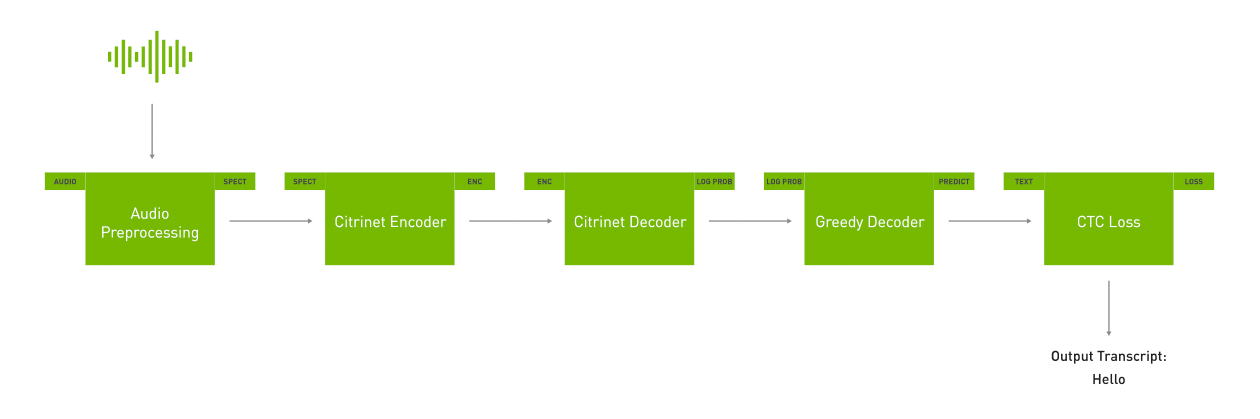 AUDIO
Audio
Preprocessing
SPECT
SPECT
Citrinet Encoder
ENC
ENC
Citrinet Decoder
LOG PROB
LOG PROB
Greedy Decoder
PREDICT
TEXT
CTC Loss
LOSS
Output Transcript:
Hello